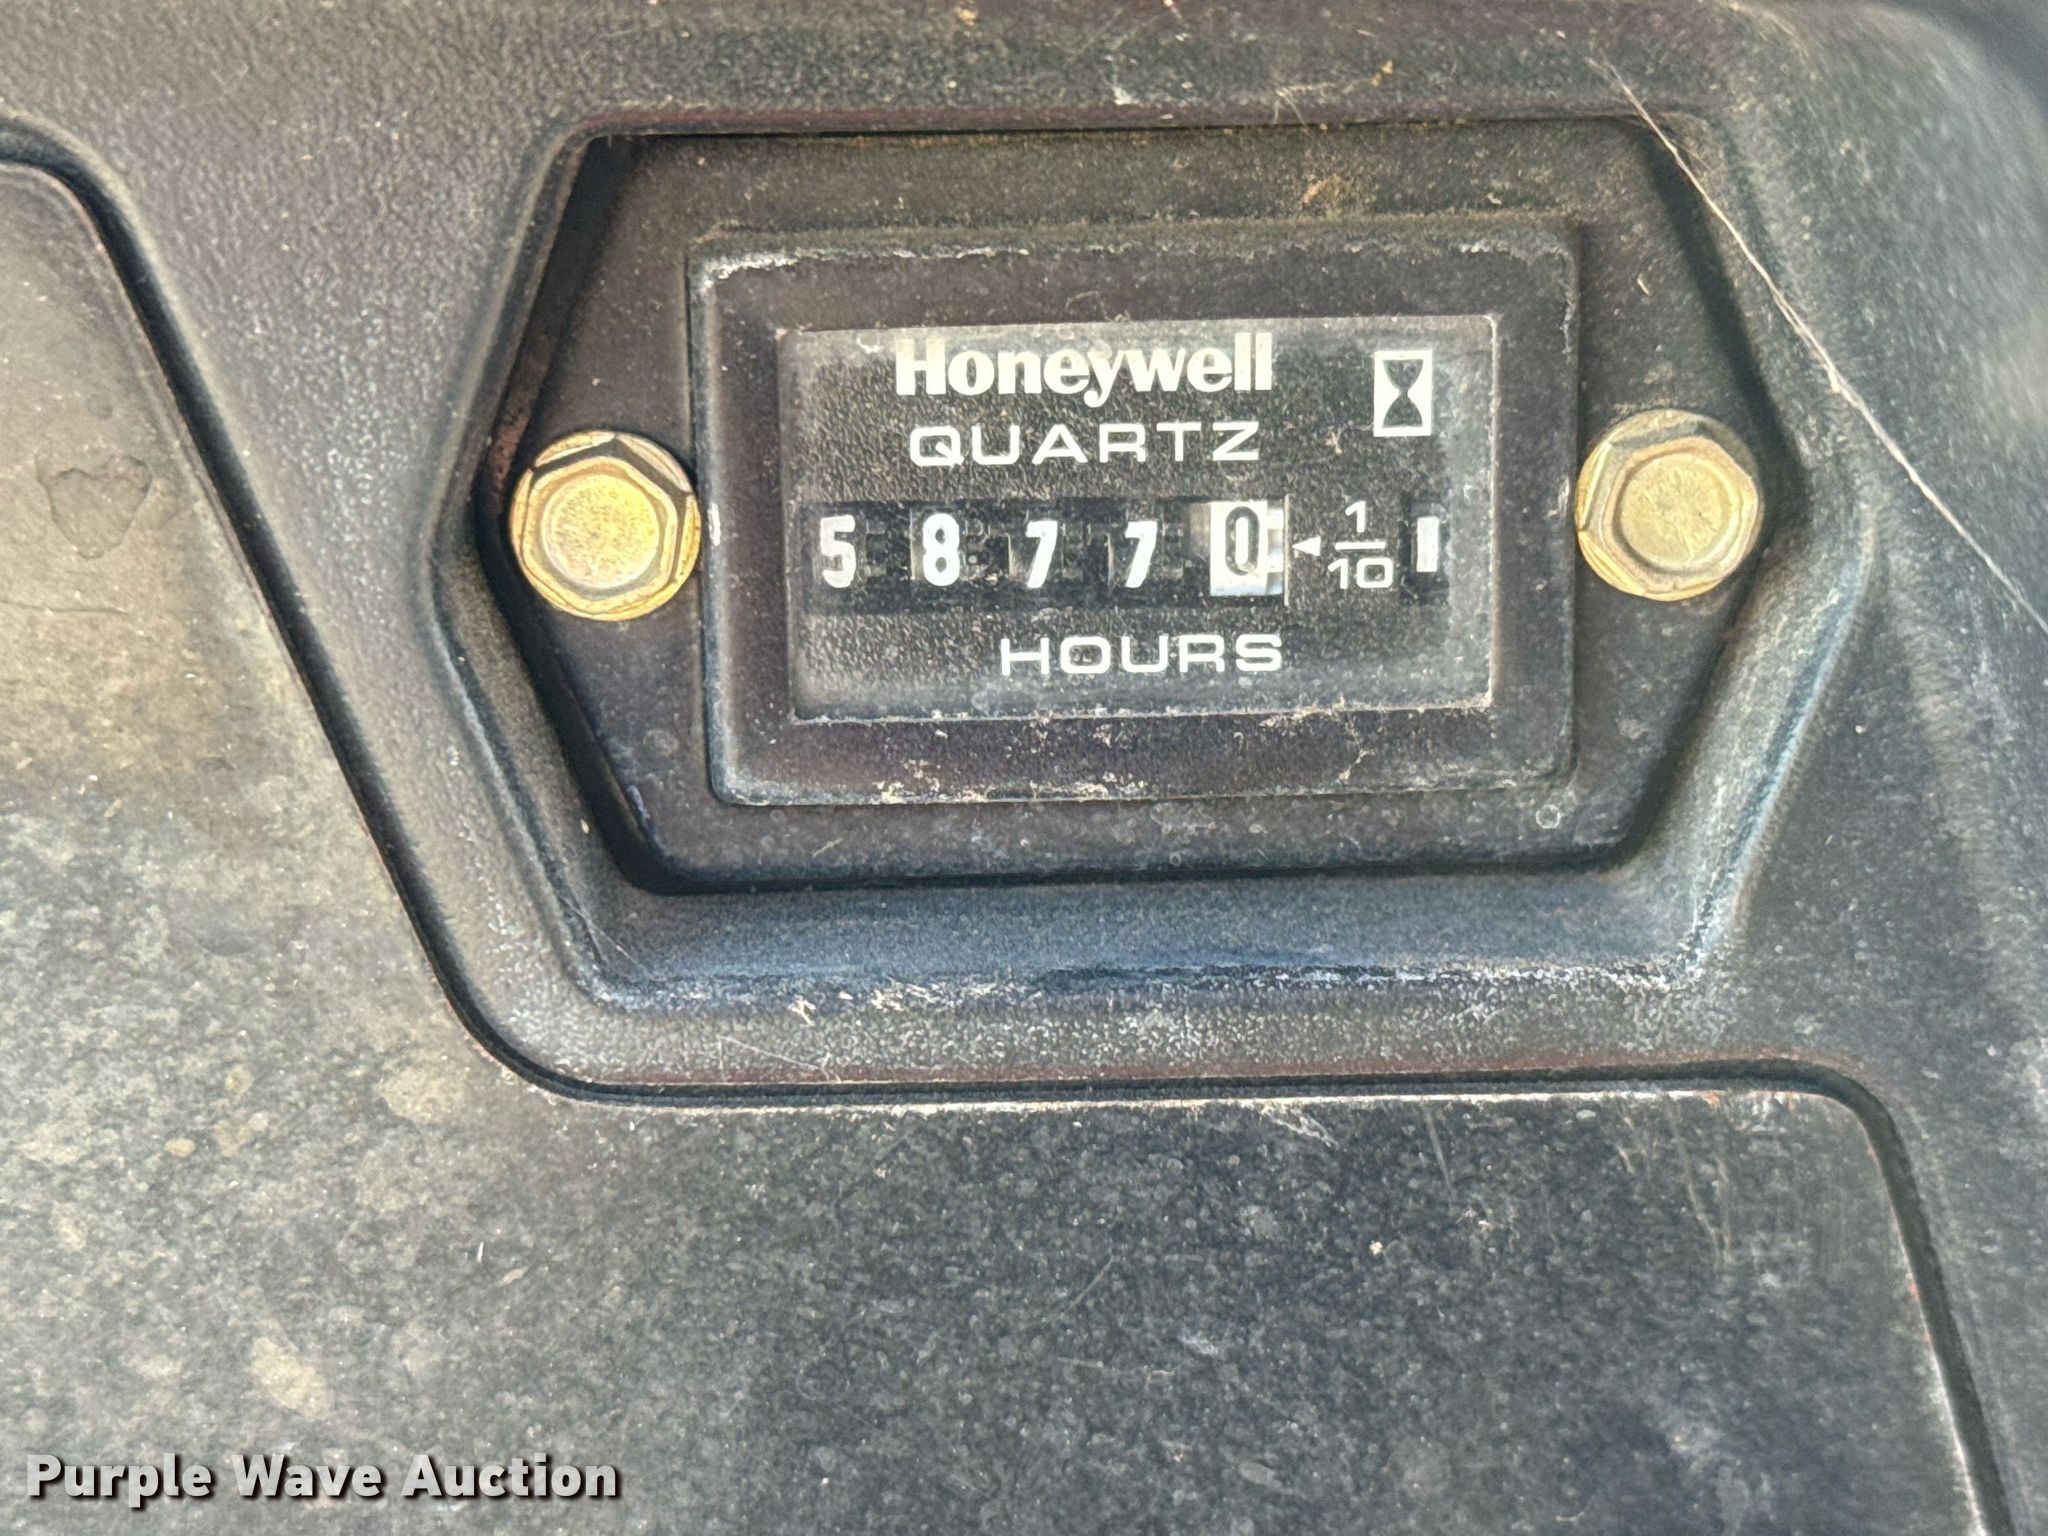 Honeywell
QUARTZ
5 8 7 7 0 ◄ 1/10
HOURS
Purple Wave Auction